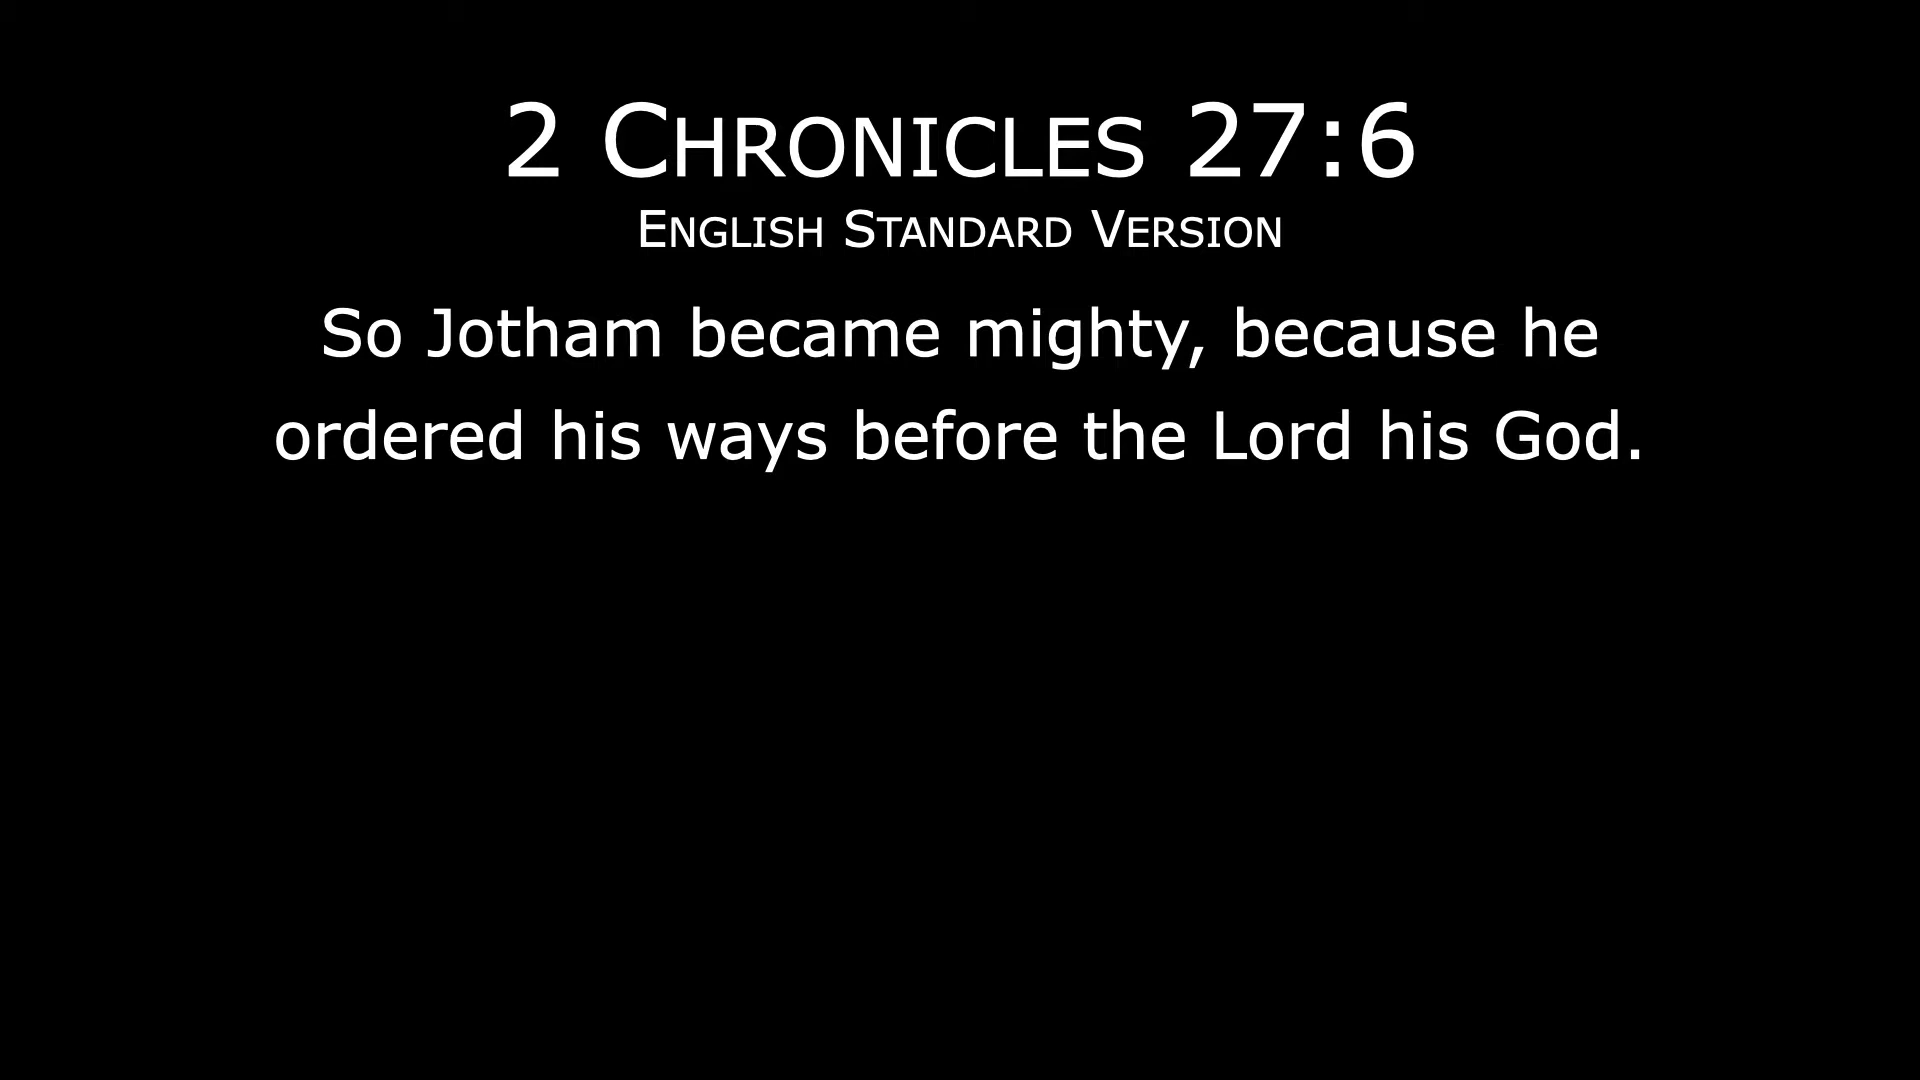 2 Chronicles 27:6
English Standard Version
So Jotham became mighty, because he
ordered his ways before the Lord his God.